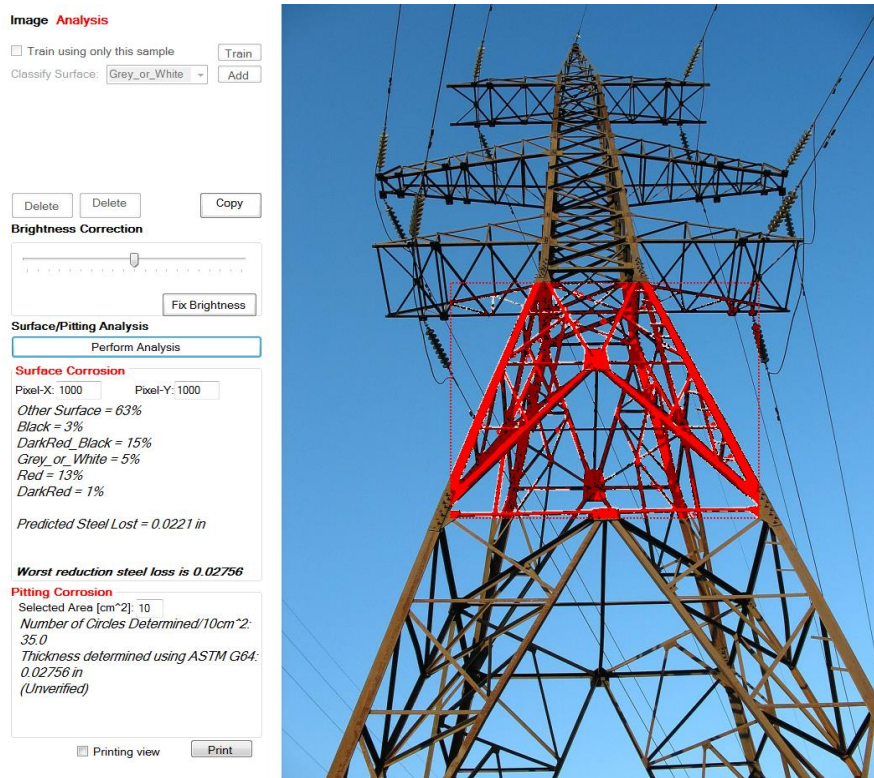 Image Analysis
Train using only this sample
Train
Classify Surface: Grey_or_White
Add
Delete
Delete
Copy
Brightness Correction
Fix Brightness
Surface/Pitting Analysis
Perform Analysis
Surface Corrosion
Pixel-X: 1000 Pixel-Y: 1000
Other Surface = 63%
Black = 3%
DarkRed_Black = 15%
Grey_or_White = 5%
Red = 13%
DarkRed = 1%
Predicted Steel Lost = 0.0221 in
Worst reduction steel loss is 0.02756
Pitting Corrosion
Selected Area [cm^2]: 10
Number of Circles Determined/10cm^2:
35.0
Thickness determined using ASTM G64:
0.02756 in
(Unverified)
Printing view
Print